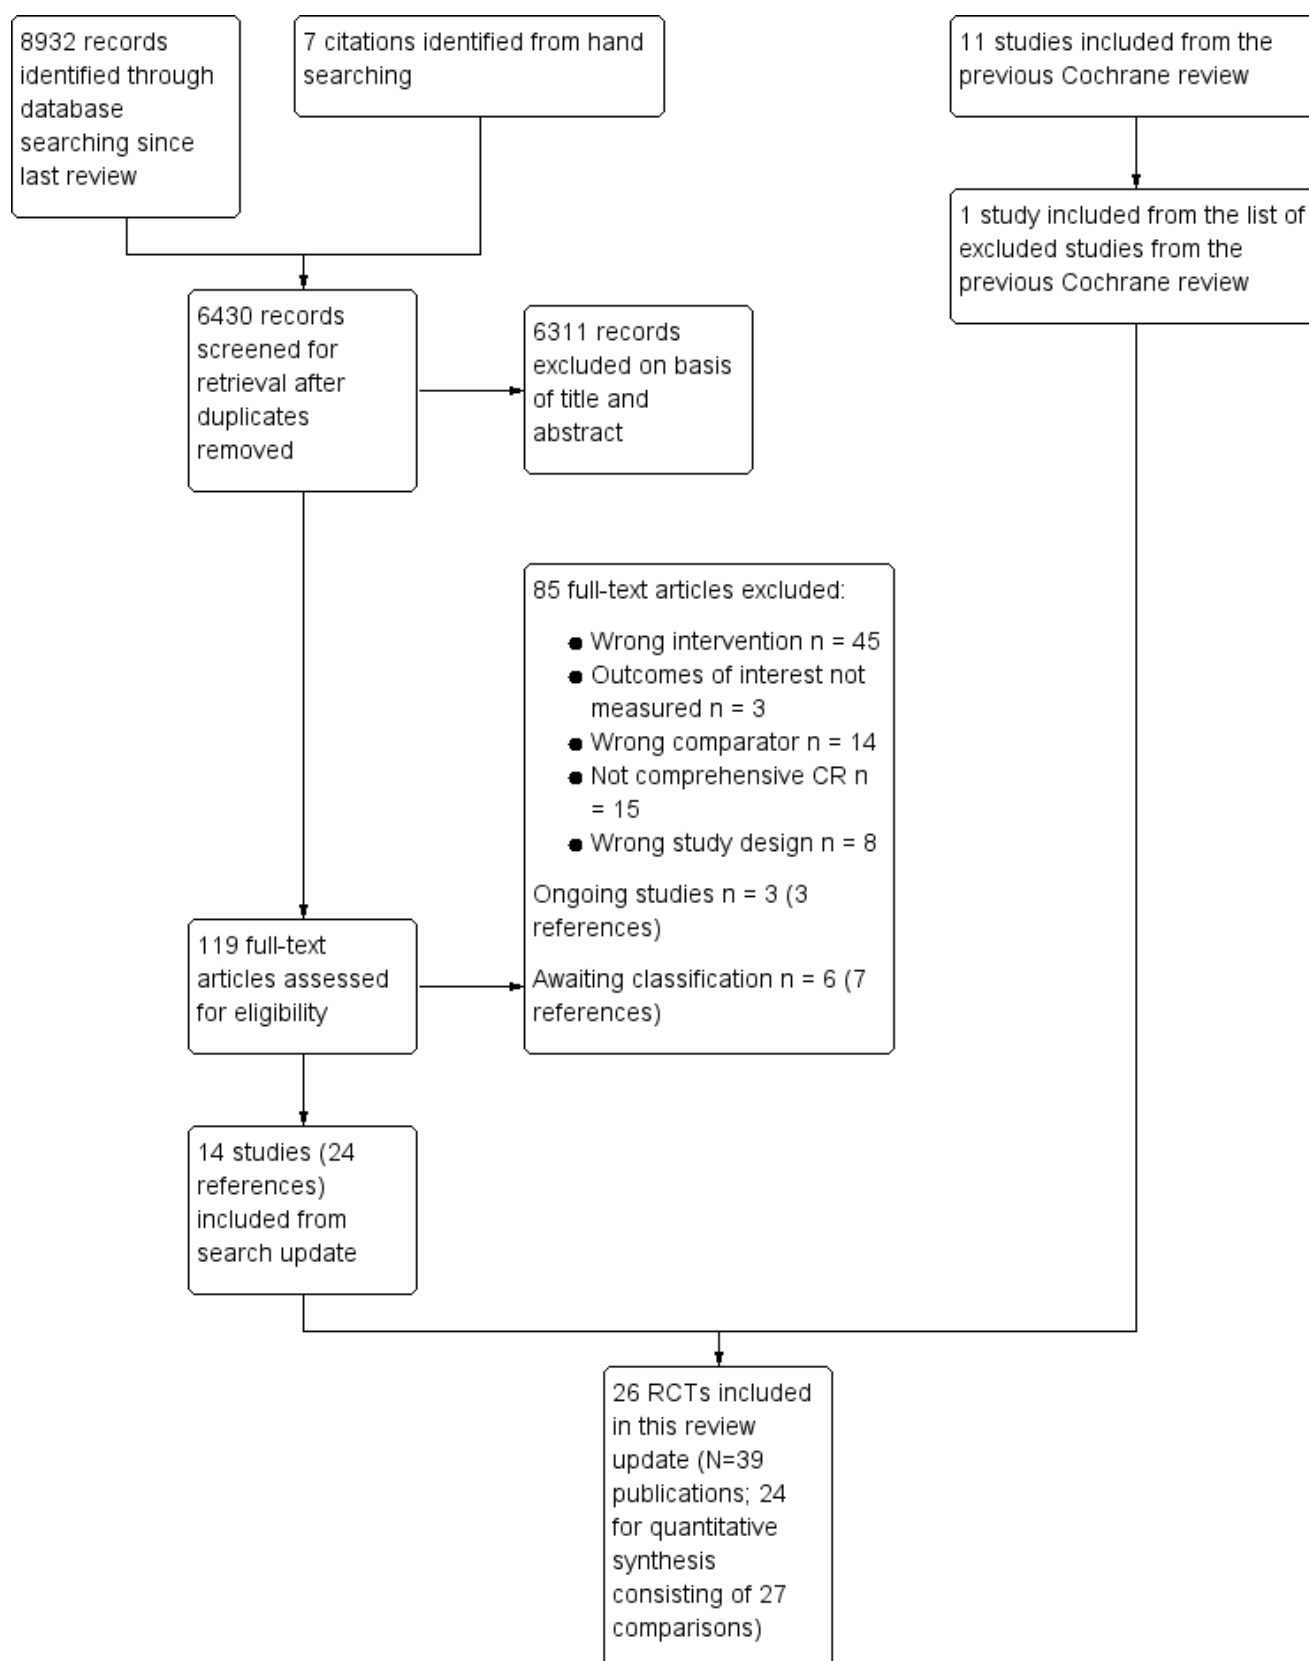 8932 records
identified through
database
searching since
last review
7 citations identified from hand
searching
11 studies included from the
previous Cochrane review
1 study included from the list of
excluded studies from the
previous Cochrane review
6430 records
screened for
retrieval after
duplicates
removed
6311 records
excluded on basis
of title and
abstract
85 full-text articles excluded:
● Wrong intervention n = 45
● Outcomes of interest not
measured n = 3
● Wrong comparator n = 14
● Not comprehensive CR n
= 15
● Wrong study design n = 8
Ongoing studies n = 3 (3
references)
Awaiting classification n = 6 (7
references)
119 full-text
articles assessed
for eligibility
14 studies (24
references)
included from
search update
26 RCTs included
in this review
update (N=39
publications; 24
for quantitative
synthesis
consisting of 27
comparisons)